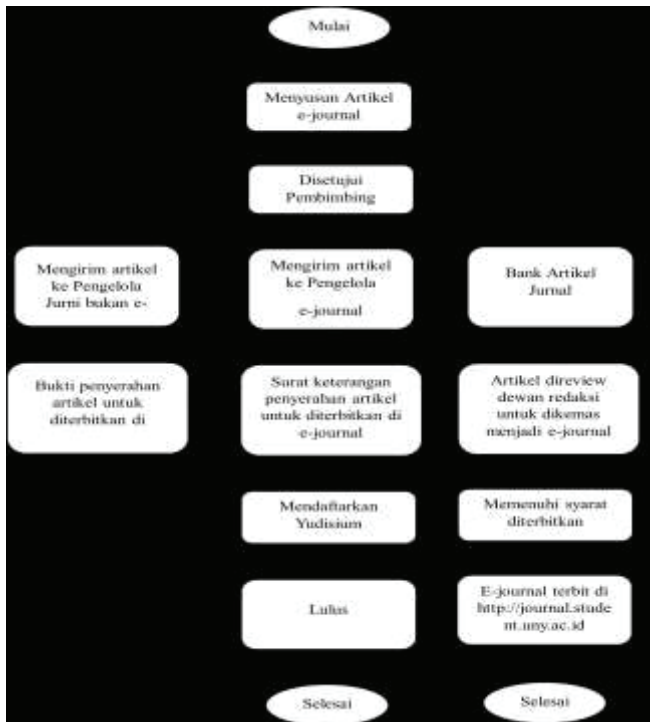 Mulai
Menyusun Artikel
e-journal
Disetujui
Pembimbing
Mengirim artikel
ke Pengelola
Jurni bukan e-
Mengirim artikel
ke Pengelola
e-journal
Bank Artikel
Jurnal
Bukti penyerahan
artikel untuk
diterbitkan di
Surat keterangan
penyerahan artikel
untuk diterbitkan di
e-journal
Artikel direview
dewan redaksi
untuk dikemas
menjadi e-journal
Mendaftarkan
Yudisium
Memenuhi syarat
diterbitkan
Lulus
E-journal terbit di
http://journal.stude
nt.uny.ac.id
Selesai
Selesai